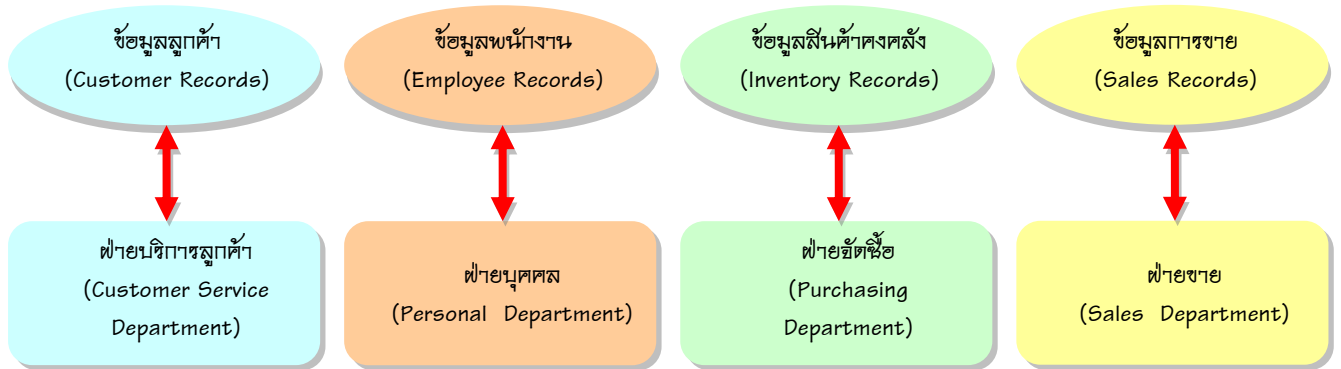 ข้อมูลลูกค้า
(Customer Records)
ข้อมูลพนักงาน
(Employee Records)
ข้อมูลสินค้าคงคลัง
(Inventory Records)
ข้อมูลการขาย
(Sales Records)
ฝ่ายบริการลูกค้า
(Customer Service
Department)
ฝ่ายบุคคล
(Personal Department)
ฝ่ายจัดซื้อ
(Purchasing
Department)
ฝ่ายขาย
(Sales Department)